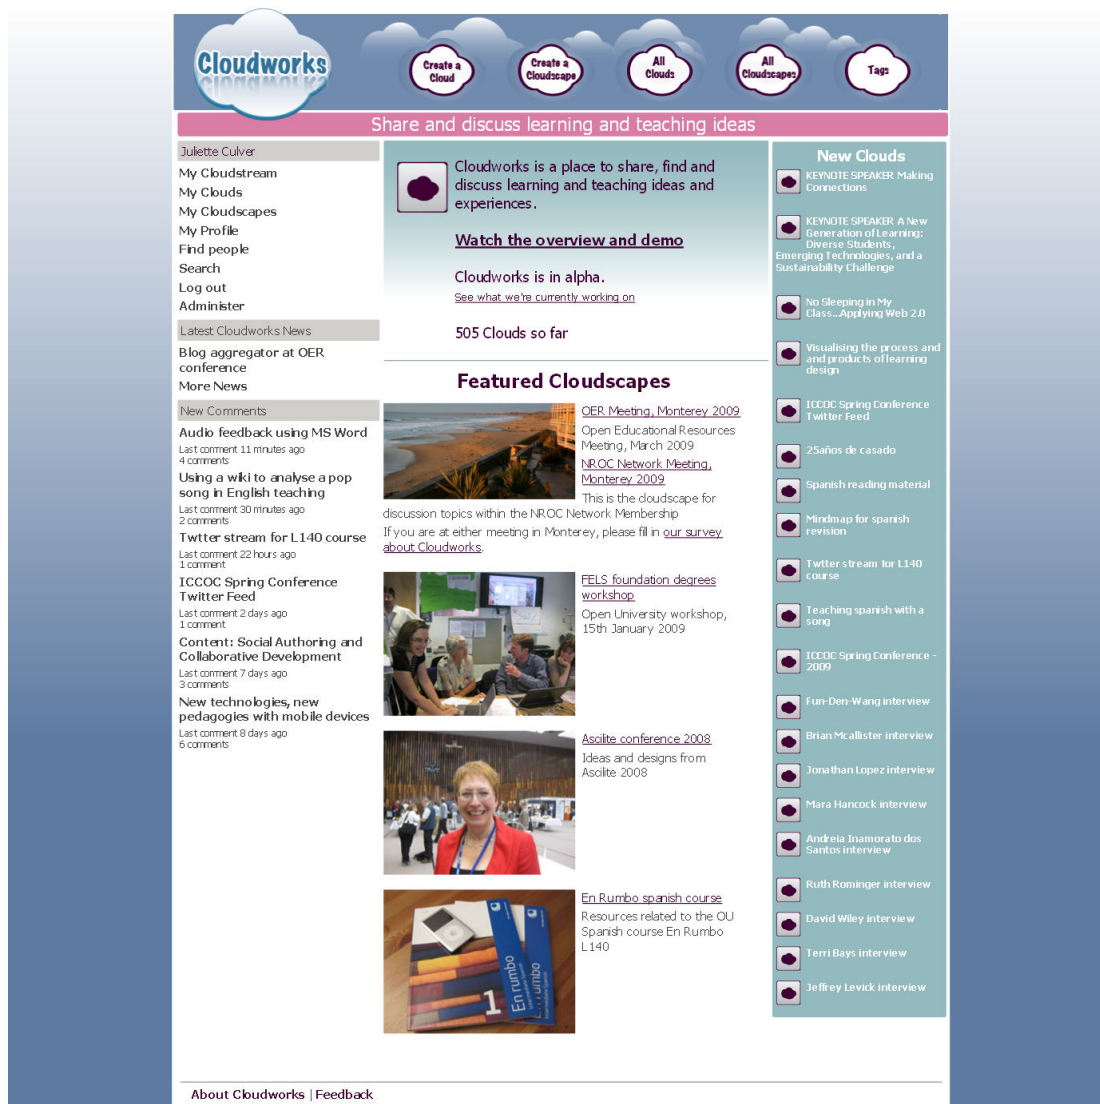 Cloudworks
Create a
Cloud
Create a
Cloudscape
All
Clouds
All
Cloudscapes
Tags
Share and discuss learning and teaching ideas
Juliette Culver
My Cloudstream
My Clouds
My Cloudscapes
My Profile
Find people
Search
Log out
Administer
Latest Cloudworks News
Blog aggregator at OER
conference
More News
New Comments
Audio feedback using MS Word
Last comment 11 minutes ago
4 comments
Using a wiki to analyse a pop
song in English teaching
Last comment 30 minutes ago
2 comments
Twtter stream for L140 course
Last comment 22 hours ago
1 comment
ICCOC Spring Conference
Twitter Feed
Last comment 2 days ago
1 comment
Content: Social Authoring and
Collaborative Development
Last comment 7 days ago
3 comments
New technologies, new
pedagogies with mobile devices
Last comment 8 days ago
6 comments
Cloudworks is a place to share, find and
discuss learning and teaching ideas and
experiences.
Watch the overview and demo
Cloudworks is in alpha.
See what we're currently working on
505 Clouds so far
Featured Cloudscapes
OER Meeting, Monterey 2009
Open Educational Resources
Meeting, March 2009
NROC Network Meeting,
Monterey 2009
This is the cloudscape for
discussion topics within the NROC Network Membership
If you are at either meeting in Monterey, please fill in our survey
about Cloudworks.
FELS foundation degrees
workshop
Open University workshop,
15th January 2009
Ascilite conference 2008
Ideas and designs from
Ascilite 2008
En Rumbo spanish course
Resources related to the OU
Spanish course En Rumbo
L140
1
En rumbo
En rumbo
New Clouds
KEYNOTE SPEAKER Making
Connections
KEYNOTE SPEAKER A New
Generation of Learning:
Diverse Students,
Emerging Technologies, and a
Sustainability Challenge
No Sleeping in My
Class...Applying Web 2.0
Visualising the process and
and products of learning
design
ICCOC Spring Conference
Twitter Feed
25años de casado
Spanish reading material
Mindmap for spanish
revision
Twtter stream for L140
course
Teaching spanish with a
song
ICCOC Spring Conference -
2009
Fun-Den-Wang interview
Brian Mcallister interview
Jonathan Lopez interview
Mara Hancock interview
Andreia Inamorato dos
Santos interview
Ruth Rominger interview
David Wiley interview
Terri Bays interview
Jeffrey Levick interview
About Cloudworks | Feedback